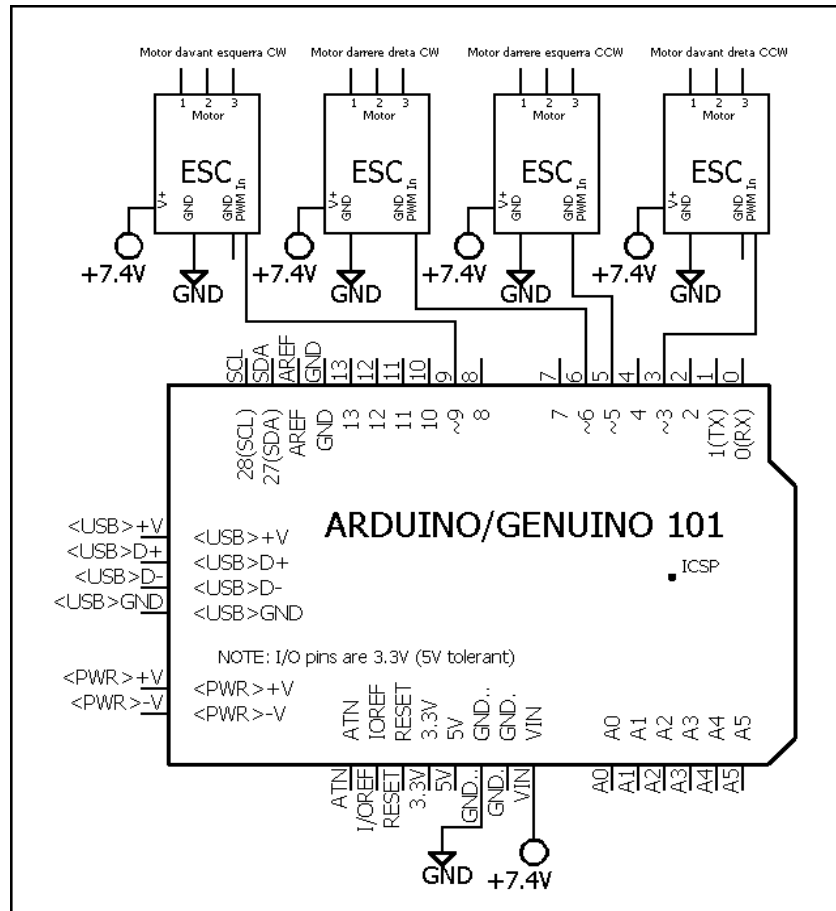 Motor davant esquerra CW
Motor darrere dreta CW
Motor darrere esquerra CCW
Motor davant dreta CCW
1 2 3
1 2 3
1 2 3
1 2 3
Motor
Motor
Motor
Motor
ESC
ESC
ESC
ESC
V+
GND
GND
PWM In
V+
GND
GND
PWM In
V+
GND
GND
PWM In
V+
GND
GND
PWM In
+7.4V
GND
+7.4V
GND
+7.4V
GND
+7.4V
GND
SCL
SDA
AREF
GND
13
12
11
10
9
8
7
6
5
4
3
2
1
0
28(SCL)
27(SDA)
AREF
GND
13
12
11
10
~9
8
7
~6
~5
4
~3
2
1(TX)
0(RX)
ARDUINO/GENUINO 101
ICSP
<USB>+V
<USB>D+
<USB>D-
<USB>GND
<USB>+V
<USB>D+
<USB>D-
<USB>GND
NOTE: I/O pins are 3.3V (5V tolerant)
<PWR>+V
<PWR>-V
<PWR>+V
<PWR>-V
ATN
IOREF
RESET
3.3V
5V
GND..
GND.
VIN
A0
A1
A2
A3
A4
A5
ATN
I/OREF
RESET
3.3V
5V
GND..
GND.
VIN
A0
A1
A2
A3
A4
A5
GND
+7.4V